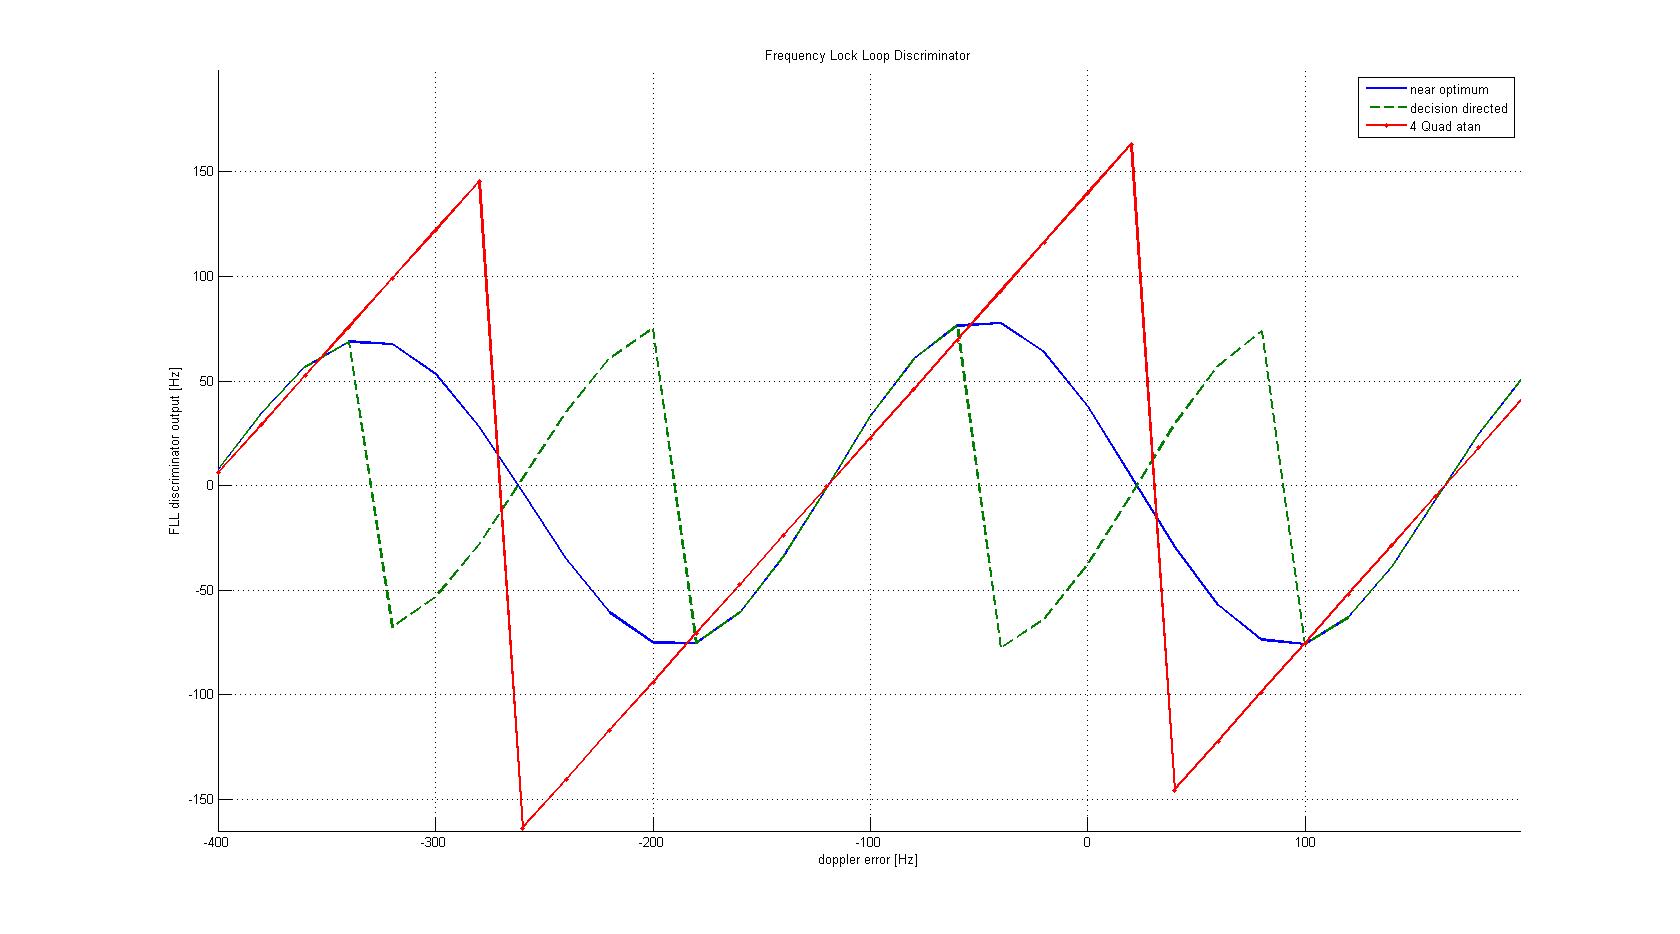 Frequency Lock Loop Discriminator
near optimum
decision directed
4 Quad atan
150
100
50
0
-50
-100
-150
FLL discriminator output [Hz]
-400 -300 -200 -100 0 100
doppler error [Hz]